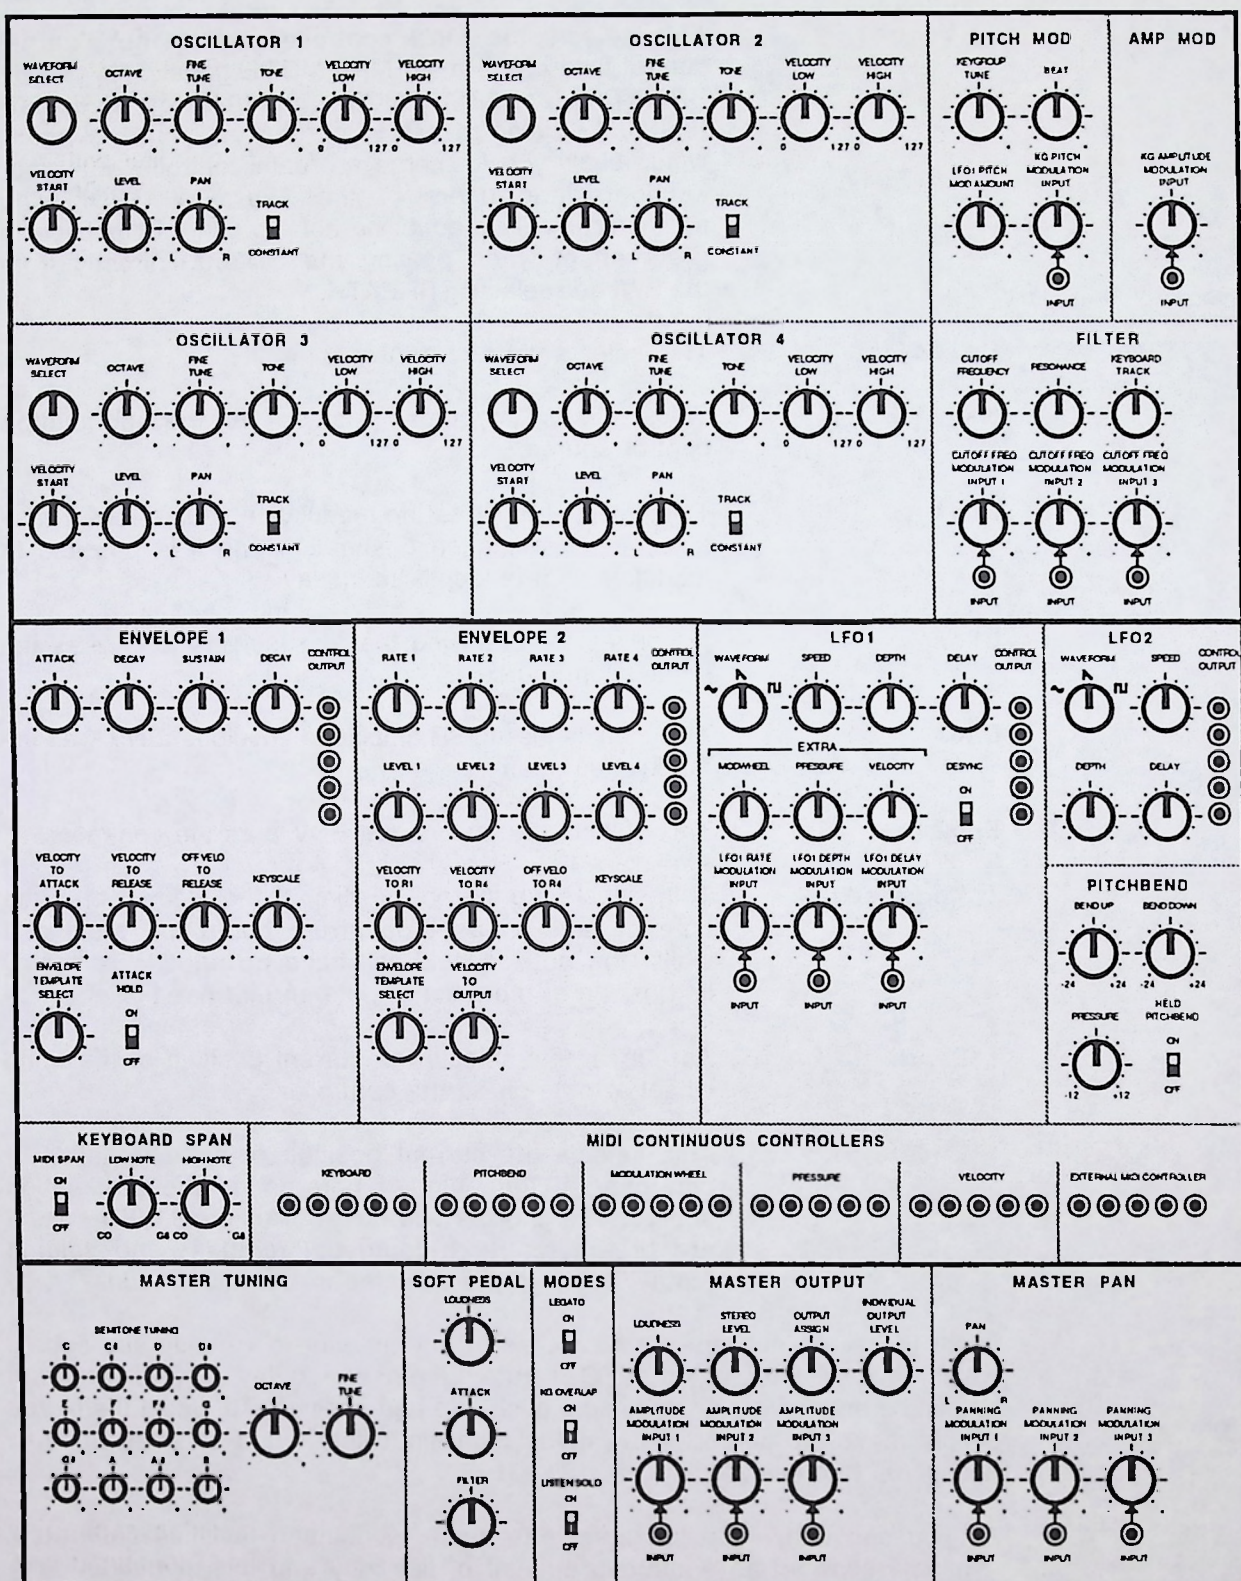 OSCILLATOR 1
WAVEFORM
SELECT
OCTAVE
FINE
TUNE
TONE
VELOCITY
LOW
VELOCITY
HIGH
0 127 0 127
VELOCITY
START
LEVEL
PAN
L R
TRACK
CONSTANT
OSCILLATOR 2
WAVEFORM
SELECT
OCTAVE
FINE
TUNE
TONE
VELOCITY
LOW
VELOCITY
HIGH
0 127 0 127
VELOCITY
START
LEVEL
PAN
L R
TRACK
CONSTANT
PITCH MOD
KEYGROUP
TUNE
BEAT
LFO1 PITCH
MOD AMOUNT
KG PITCH
MODULATION
INPUT
INPUT
AMP MOD
KG AMPLITUDE
MODULATION
INPUT
INPUT
OSCILLATOR 3
WAVEFORM
SELECT
OCTAVE
FINE
TUNE
TONE
VELOCITY
LOW
VELOCITY
HIGH
0 127 0 127
VELOCITY
START
LEVEL
PAN
L R
TRACK
CONSTANT
OSCILLATOR 4
WAVEFORM
SELECT
OCTAVE
FINE
TUNE
TONE
VELOCITY
LOW
VELOCITY
HIGH
0 127 0 127
VELOCITY
START
LEVEL
PAN
L R
TRACK
CONSTANT
FILTER
CUTOFF
FREQUENCY
RESONANCE
KEYBOARD
TRACK
CUTOFF FREQ
MODULATION
INPUT 1
CUTOFF FREQ
MODULATION
INPUT 2
CUTOFF FREQ
MODULATION
INPUT 3
INPUT INPUT INPUT
ENVELOPE 1
ATTACK
DECAY
SUSTAIN
DECAY
CONTROL
OUTPUT
VELOCITY
TO
ATTACK
VELOCITY
TO
RELEASE
OFF VELO
TO
RELEASE
KEYSCALE
ENVELOPE
TEMPLATE
SELECT
ATTACK
HOLD
ON
OFF
ENVELOPE 2
RATE 1
RATE 2
RATE 3
RATE 4
CONTROL
OUTPUT
LEVEL 1
LEVEL 2
LEVEL 3
LEVEL 4
VELOCITY
TO R1
VELOCITY
TO R4
OFF VELO
TO R4
KEYSCALE
ENVELOPE
TEMPLATE
SELECT
VELOCITY
TO
OUTPUT
LFO1
WAVEFORM
SPEED
DEPTH
DELAY
CONTROL
OUTPUT
EXTRA
MODWHEEL
PRESSURE
VELOCITY
DESYNC
ON
OFF
LFO1 RATE
MODULATION
INPUT
LFO1 DEPTH
MODULATION
INPUT
LFO1 DELAY
MODULATION
INPUT
INPUT INPUT INPUT
LFO2
WAVEFORM
SPEED
CONTROL
OUTPUT
DEPTH
DELAY
PITCHBEND
BEND UP
BEND DOWN
-24 +24 -24 +24
PRESSURE
-12 +12
HELD
PITCHBEND
ON
OFF
KEYBOARD SPAN
MIDI SPAN
ON
OFF
LOW NOTE
HIGH NOTE
C0 G8 C0 G8
MIDI CONTINUOUS CONTROLLERS
KEYBOARD
PITCHBEND
MODULATION WHEEL
PRESSURE
VELOCITY
EXTERNAL MIDI CONTROLLER
MASTER TUNING
SEMITONE TUNING
C C# D D#
E F F# G
G# A A# B
OCTAVE
FINE
TUNE
SOFT PEDAL
LOUDNESS
ATTACK
FILTER
MODES
LEGATO
ON
OFF
KG OVERLAP
ON
OFF
LISTEN SOLO
ON
OFF
MASTER OUTPUT
LOUDNESS
STEREO
LEVEL
OUTPUT
ASSIGN
INDIVIDUAL
OUTPUT
LEVEL
AMPLITUDE
MODULATION
INPUT 1
AMPLITUDE
MODULATION
INPUT 2
AMPLITUDE
MODULATION
INPUT 3
INPUT INPUT INPUT
MASTER PAN
PAN
L R
PANNING
MODULATION
INPUT 1
PANNING
MODULATION
INPUT 2
PANNING
MODULATION
INPUT 3
INPUT INPUT INPUT